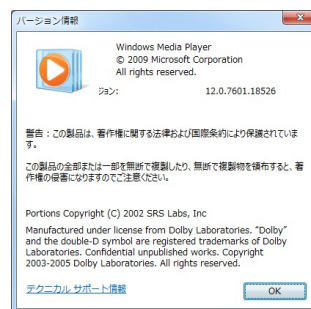 バージョン情報
Windows Media Player
© 2009 Microsoft Corporation
All rights reserved.
ジョン: 12.0.7601.18526
警告 : この製品は、著作権に関する法律および国際条約により保護されていま
す。
この製品の全部または一部を無断で複製したり、無断で複製物を頒布すると、著
作権の侵害になりますのでご注意ください。
Portions Copyright (C) 2002 SRS Labs, Inc
Manufactured under license from Dolby Laboratories. "Dolby"
and the double-D symbol are registered trademarks of Dolby
Laboratories. Confidential unpublished works. Copyright
2003-2005 Dolby Laboratories. All rights reserved.
テクニカル サポート情報
OK